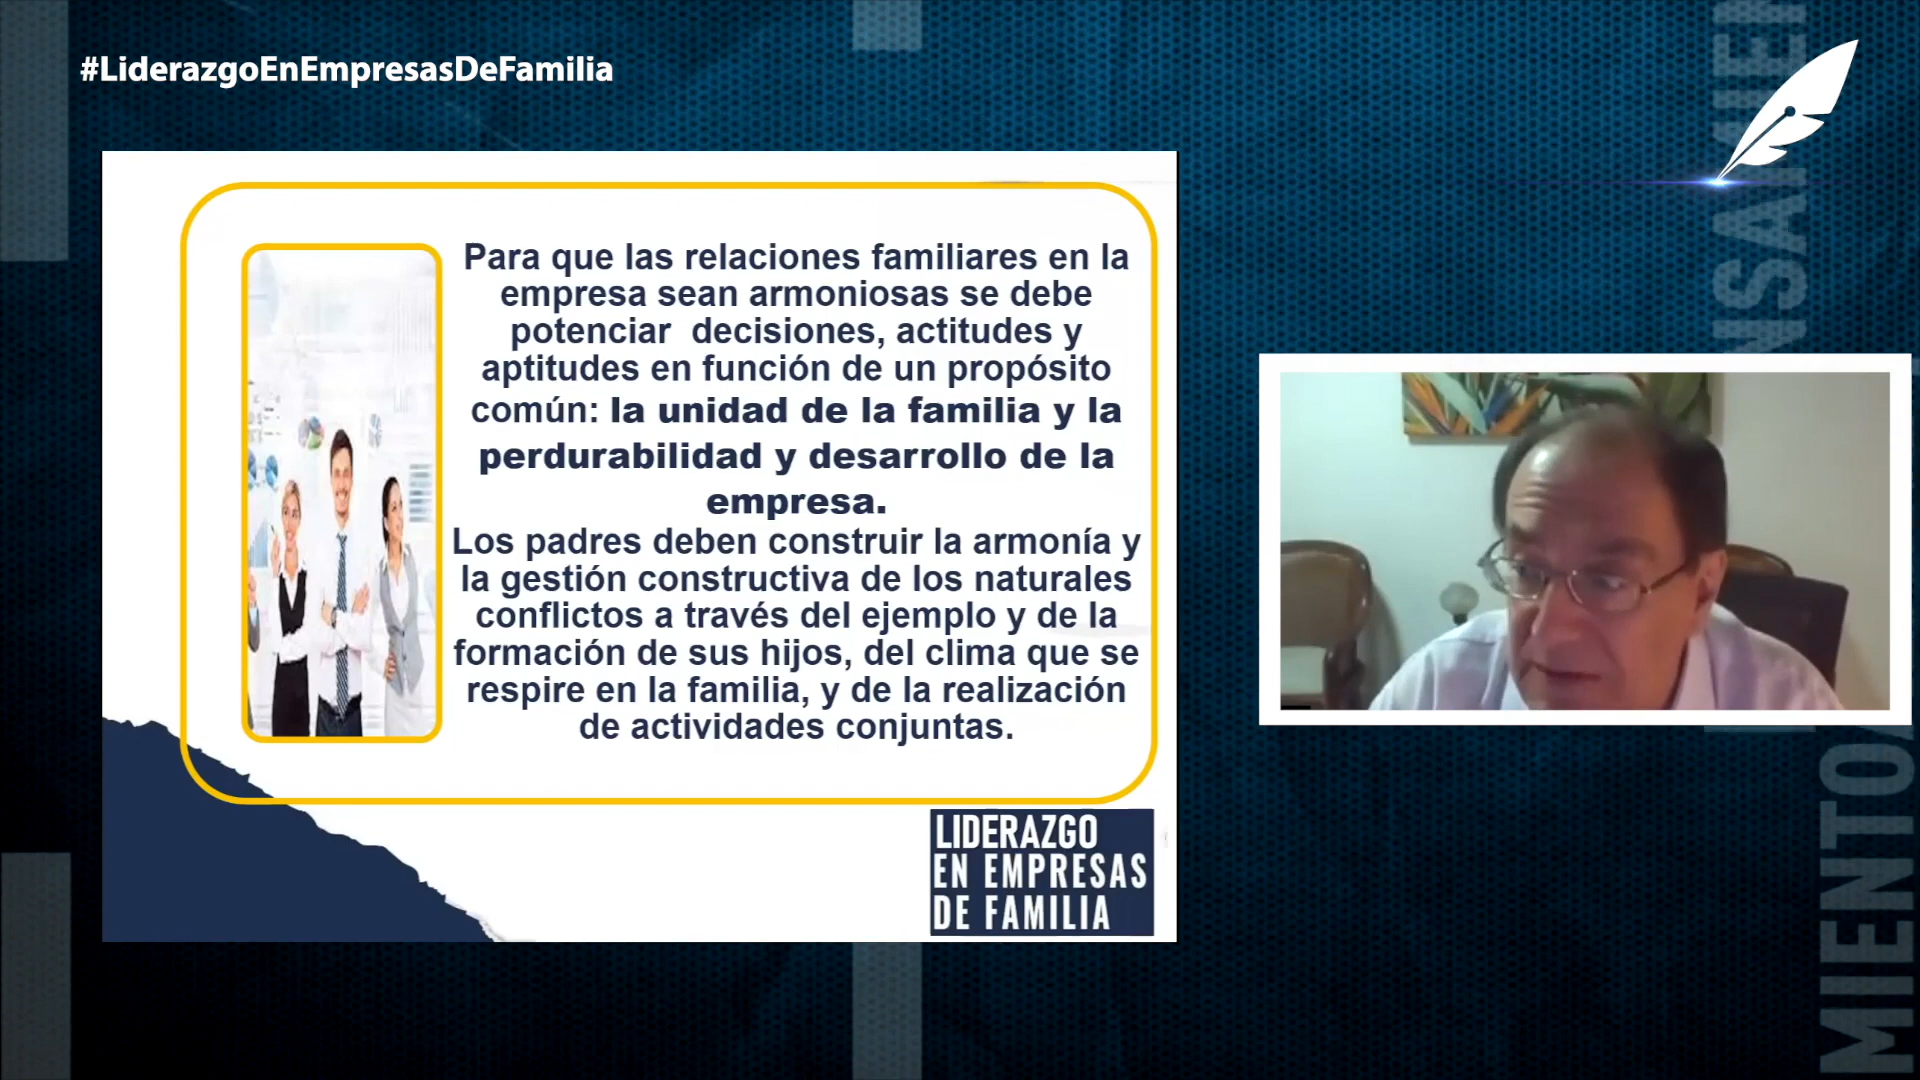 #LiderazgoEnEmpresasDeFamilia
Para que las relaciones familiares en la
empresa sean armoniosas se debe
potenciar  decisiones, actitudes y
aptitudes en función de un propósito
común: la unidad de la familia y la
perdurabilidad y desarrollo de la
empresa.
Los padres deben construir la armonía y
la gestión constructiva de los naturales
conflictos a través del ejemplo y de la
formación de sus hijos, del clima que se
respire en la familia, y de la realización
de actividades conjuntas.
LIDERAZGO
EN EMPRESAS
DE FAMILIA